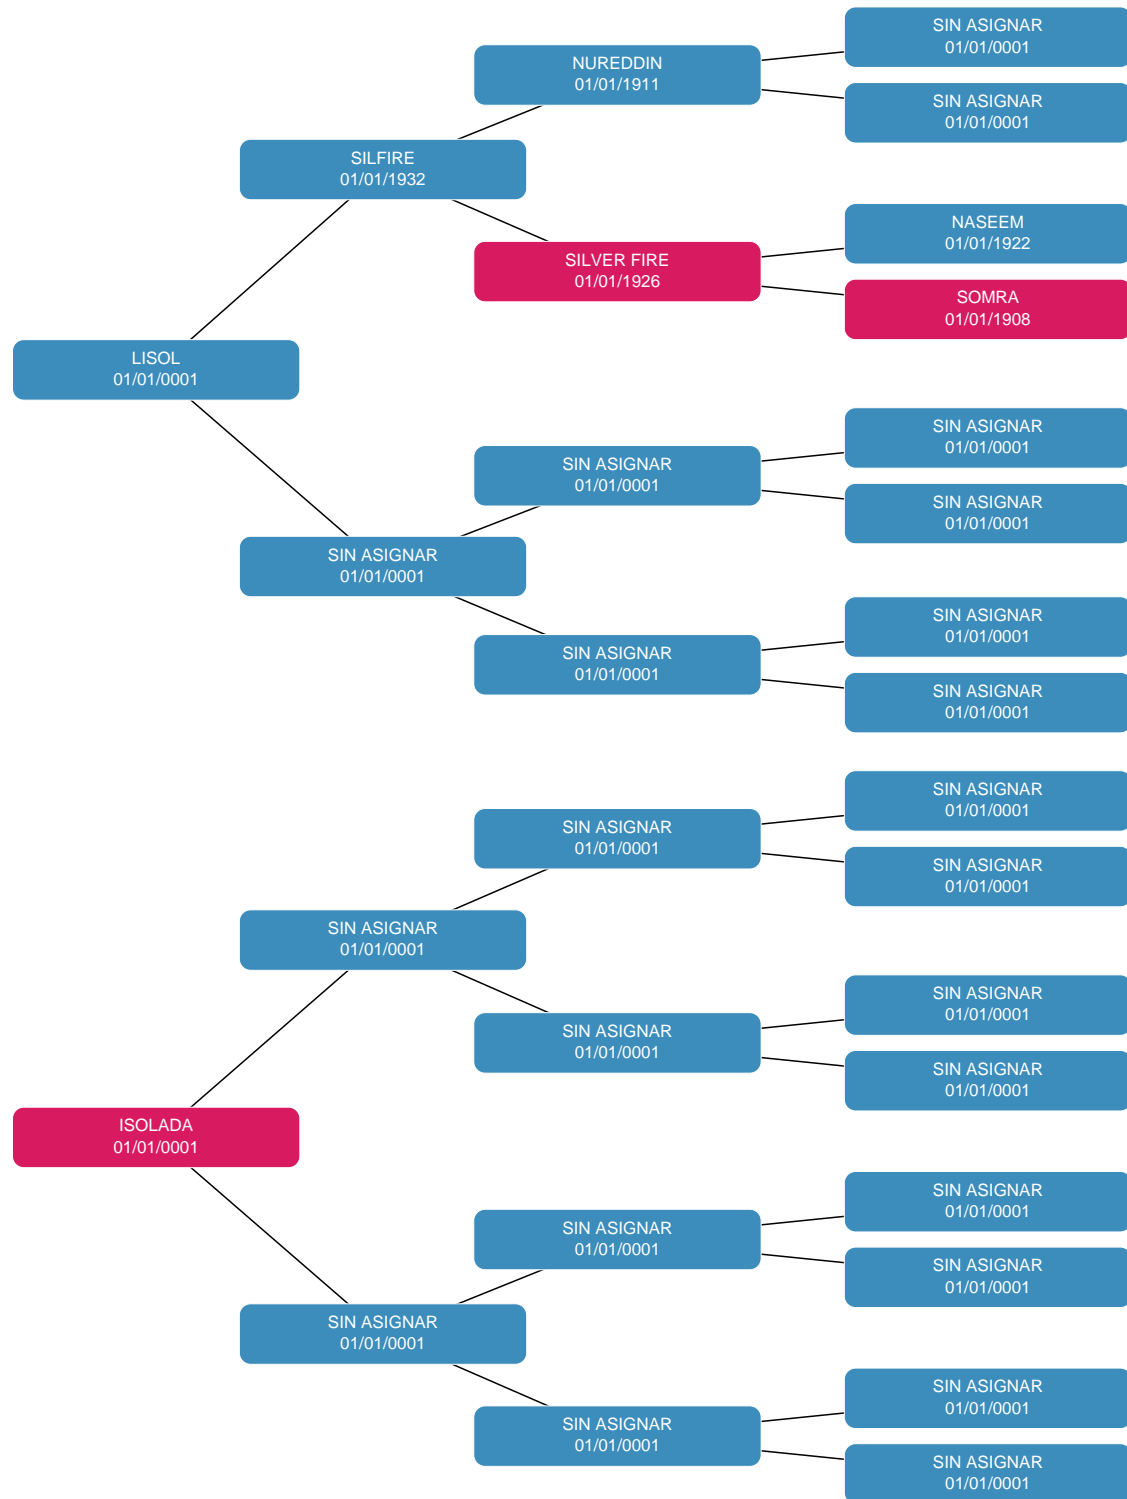 SIN ASIGNAR
01/01/0001
NUREDDIN
01/01/1911
SIN ASIGNAR
01/01/0001
SILFIRE
01/01/1932
NASEEM
01/01/1922
SILVER FIRE
01/01/1926
SOMRA
01/01/1908
LISOL
01/01/0001
SIN ASIGNAR
01/01/0001
SIN ASIGNAR
01/01/0001
SIN ASIGNAR
01/01/0001
SIN ASIGNAR
01/01/0001
SIN ASIGNAR
01/01/0001
SIN ASIGNAR
01/01/0001
SIN ASIGNAR
01/01/0001
SIN ASIGNAR
01/01/0001
SIN ASIGNAR
01/01/0001
SIN ASIGNAR
01/01/0001
SIN ASIGNAR
01/01/0001
SIN ASIGNAR
01/01/0001
SIN ASIGNAR
01/01/0001
SIN ASIGNAR
01/01/0001
ISOLADA
01/01/0001
SIN ASIGNAR
01/01/0001
SIN ASIGNAR
01/01/0001
SIN ASIGNAR
01/01/0001
SIN ASIGNAR
01/01/0001
SIN ASIGNAR
01/01/0001
SIN ASIGNAR
01/01/0001
SIN ASIGNAR
01/01/0001